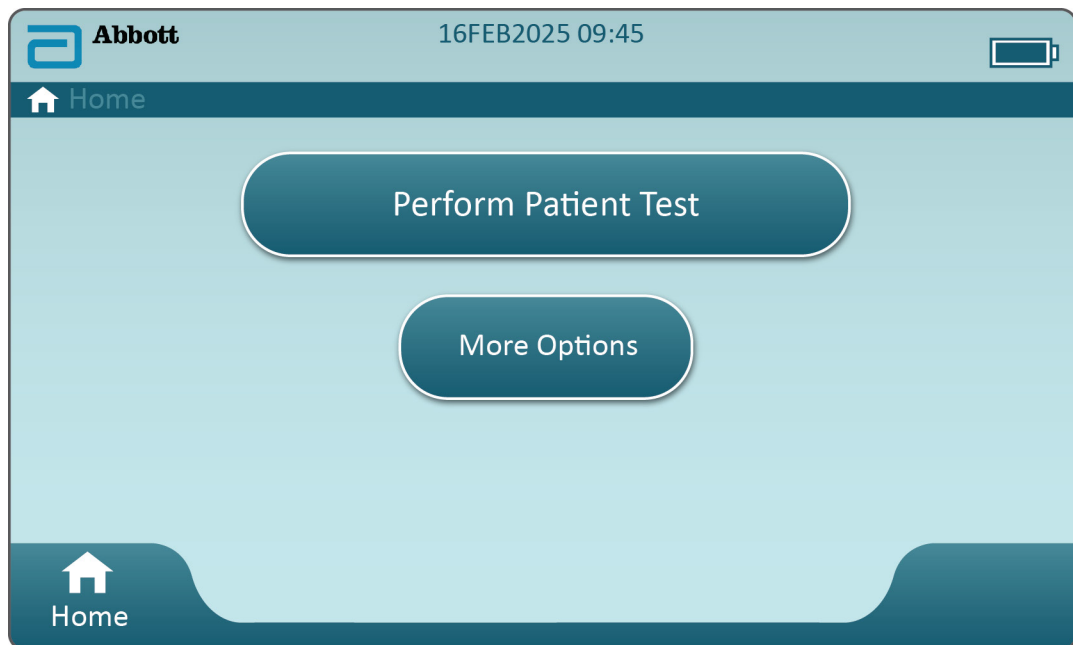 Abbott 16FEB2025 09:45
Home
Perform Patient Test
More Options
Home